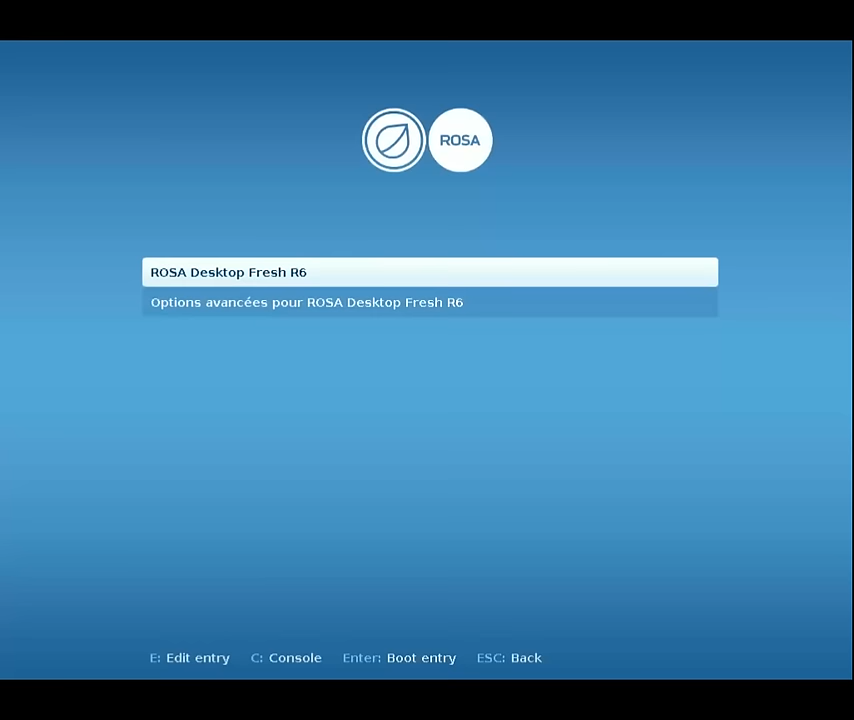 ROSA
ROSA Desktop Fresh R6
Options avancées pour ROSA Desktop Fresh R6
E: Edit entry C: Console Enter: Boot entry ESC: Back